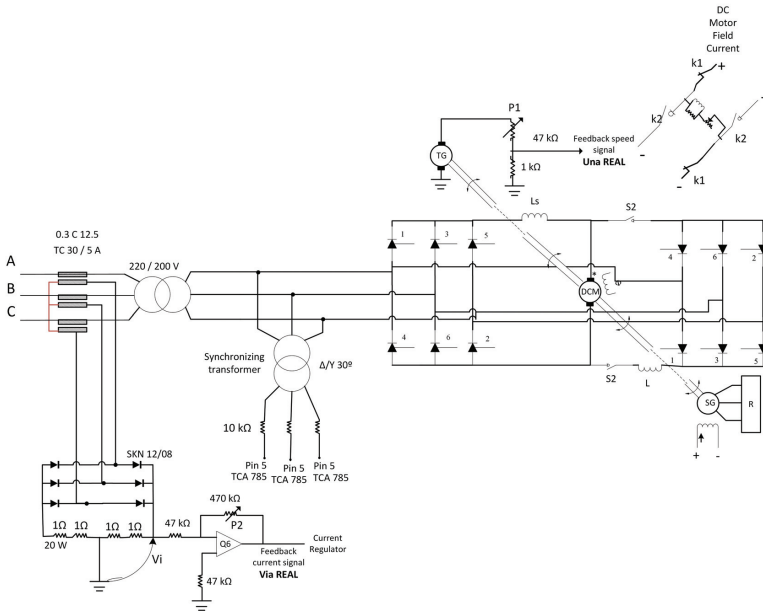 DC
Motor
Field
Current
k1
+
k2
-
k2
-
k1
-
P1
47 kΩ
Feedback speed
signal
Una REAL
1 kΩ
TG
Ls
S2
0.3 C 12.5
TC 30 / 5 A
A
B
C
220 / 200 V
1
3
5
4
6
2
*
DCM
φ
4
6
2
1
3
5
S2
L
Synchronizing
transformer
Δ/Y 30º
10 kΩ
Pin 5
TCA 785
Pin 5
TCA 785
Pin 5
TCA 785
SG
R
+
-
SKN 12/08
1Ω
1Ω
1Ω
1Ω
20 W
Vi
47 kΩ
470 kΩ
P2
Q6
47 kΩ
Feedback
current signal
Via REAL
Current
Regulator